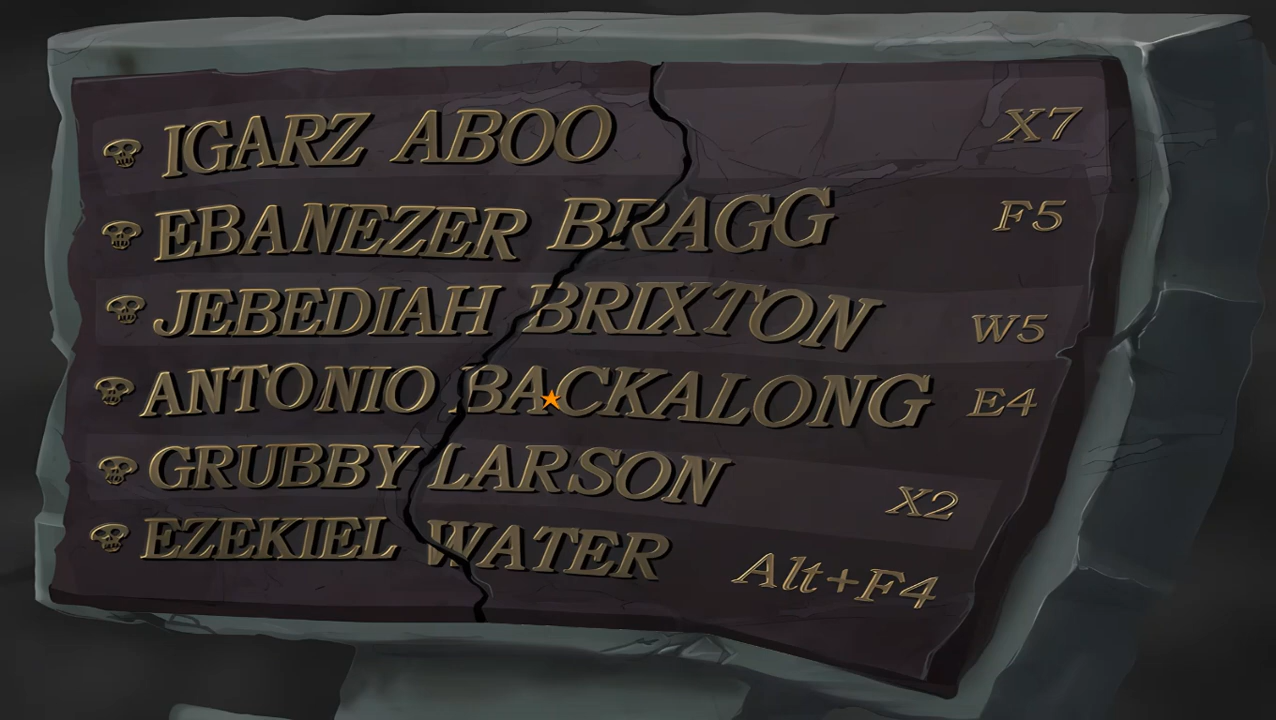 IGARZ ABOO X7
EBANEZER BRAGG F5
JEBEDIAH BRIXTON W5
ANTONIO BACKALONG E4
GRUBBY LARSON X2
EZEKIEL WATER Alt+F4